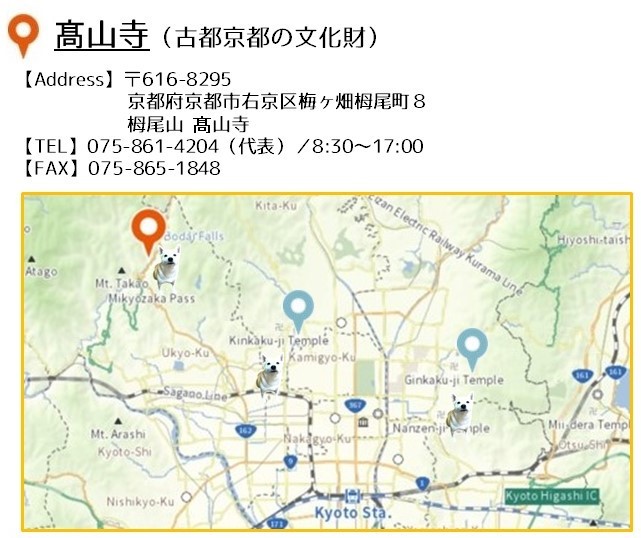 髙山寺（古都京都の文化財）
【Address】〒616-8295
京都府京都市右京区梅ヶ畑栂尾町８
栂尾山 髙山寺
【TEL】075-861-4204（代表）／8:30〜17:00
【FAX】075-865-1848
Kita-Ku
Eizan Electric Railway Kurama Line
Bodai Falls
Hiyoshi-taish
Atago
Mt. Takao
Mikyozaka Pass
Kinkaku-ji Temple
Ukyo-Ku
Kamigyo-Ku
Ginkaku-ji Temple
161
161
Sagano Line
367
Mt. Arashi
162
Nakagyo-Ku
Nanzen-ji Temple
Mii-dera Temp
Kyoto-Shi
Otsu-Shi
9
1
Nishikyo-Ku
Kyoto Higashi IC
Kyoto Sta.
171